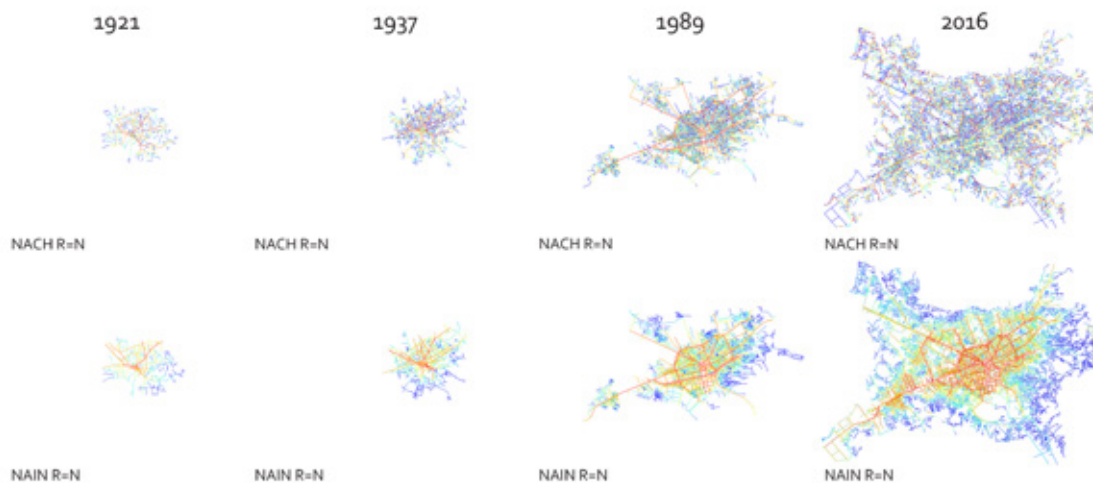 1921 1937 1989 2016
NACH R=N NACH R=N NACH R=N NACH R=N
NAIN R=N NAIN R=N NAIN R=N NAIN R=N